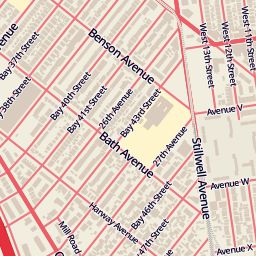 Bay 37th Street
Benson Avenue
West 13th Street
West 12th Street
West 11th Street
38th Street
Bay 40th Street
Bay 41st Street
26th Avenue
Bay 43rd Street
Avenue V
Bath Avenue
27th Avenue
Stillwell Avenue
Avenue W
Harway Avenue
Bay 46th Street
Mill Road
47th Street
Avenue X